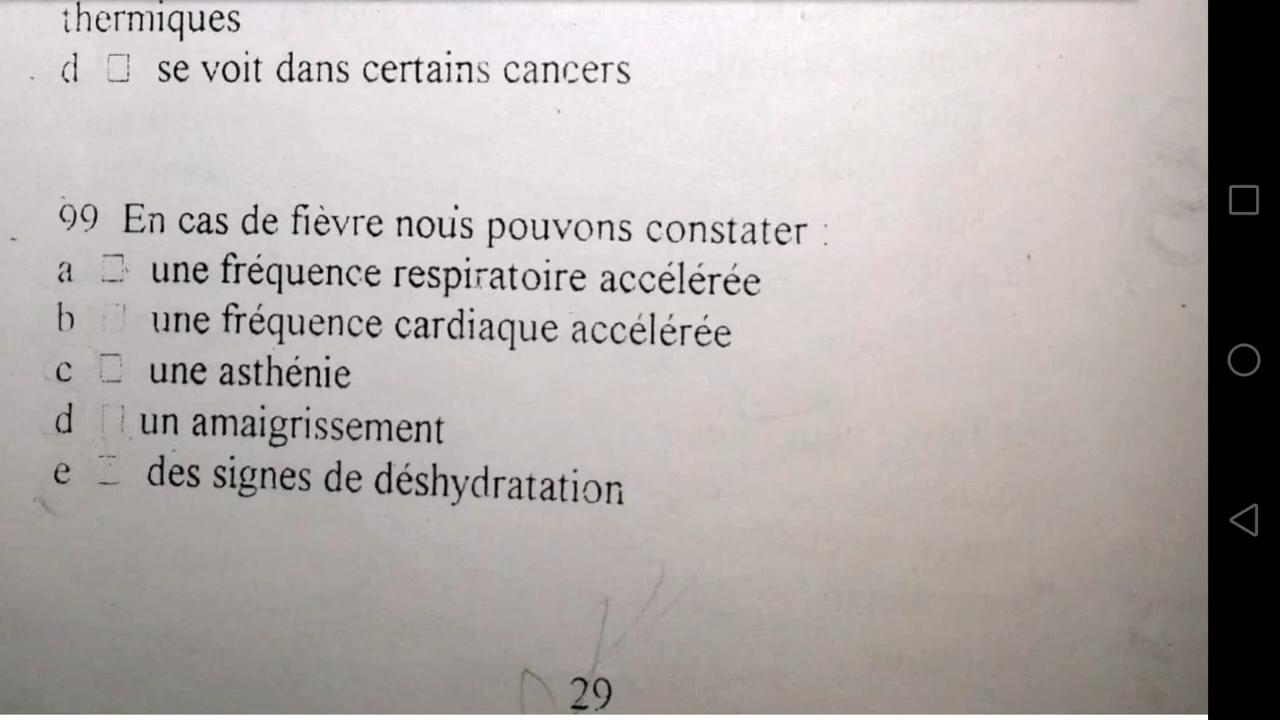 thermiques
d □ se voit dans certains cancers
99 En cas de fièvre nous pouvons constater :
a □ une fréquence respiratoire accélérée
b □ une fréquence cardiaque accélérée
c □ une asthénie
d □ un amaigrissement
e □ des signes de déshydratation
29